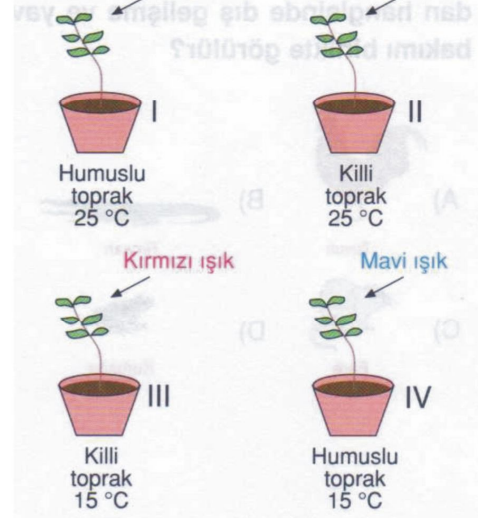 I
II
Humuslu
toprak
25 °C
Killi
toprak
25 °C
Kırmızı ışık
Mavi ışık
III
IV
Killi
toprak
15 °C
Humuslu
toprak
15 °C